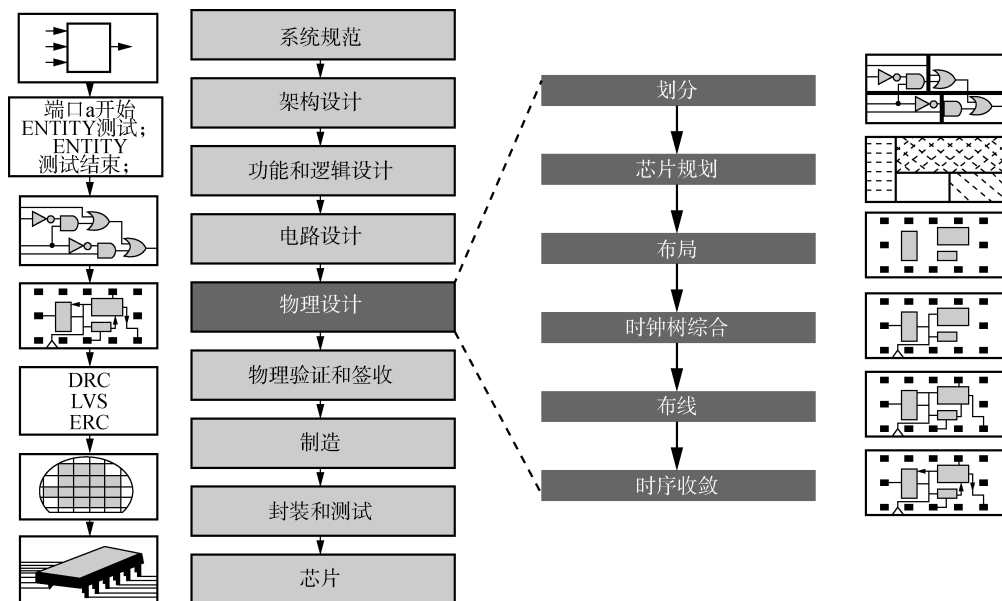 端口a开始
ENTITY测试；
ENTITY
测试结束；
DRC
LVS
ERC
系统规范
架构设计
功能和逻辑设计
电路设计
物理设计
物理验证和签收
制造
封装和测试
芯片
划分
芯片规划
布局
时钟树综合
布线
时序收敛